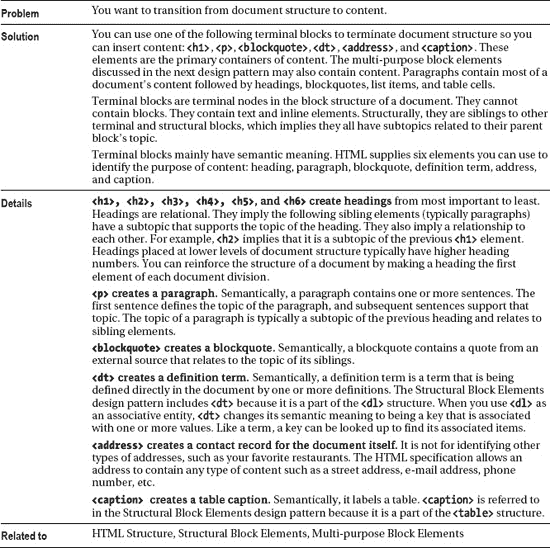 Problem
You want to transition from document structure to content.
Solution
You can use one of the following terminal blocks to terminate document structure so you
can insert content: <h1>, <p>, <blockquote>, <dt>, <address>, and <caption>. These
elements are the primary containers of content. The multi-purpose block elements
discussed in the next design pattern may also contain content. Paragraphs contain most of a
document's content followed by headings, blockquotes, list items, and table cells.
Terminal blocks are terminal nodes in the block structure of a document. They cannot
contain blocks. They contain text and inline elements. Structurally, they are siblings to other
terminal and structural blocks, which implies they all have subtopics related to their parent
block's topic.
Terminal blocks mainly have semantic meaning. HTML supplies six elements you can use to
identify the purpose of content: heading, paragraph, blockquote, definition term, address,
and caption.
Details
<h1>, <h2>, <h3>, <h4>, <h5>, and <h6> create headings from most important to least.
Headings are relational. They imply the following sibling elements (typically paragraphs)
have a subtopic that supports the topic of the heading. They also imply a relationship to
each other. For example, <h2> implies that it is a subtopic of the previous <h1> element.
Headings placed at lower levels of document structure typically have higher heading
numbers. You can reinforce the structure of a document by making a heading the first
element of each document division.
<p> creates a paragraph. Semantically, a paragraph contains one or more sentences. The
first sentence defines the topic of the paragraph, and subsequent sentences support that
topic. The topic of a paragraph is typically a subtopic of the previous heading and relates to
sibling elements.
<blockquote> creates a blockquote. Semantically, a blockquote contains a quote from an
external source that relates to the topic of its siblings.
<dt> creates a definition term. Semantically, a definition term is a term that is being
defined directly in the document by one or more definitions. The Structural Block Elements
design pattern includes <dt> because it is a part of the <dl> structure. When you use <dl> as
an associative entity, <dt> changes its semantic meaning to being a key that is associated
with one or more values. Like a term, a key can be looked up to find its associated items.
<address> creates a contact record for the document itself. It is not for identifying other
types of addresses, such as your favorite restaurants. The HTML specification allows an
address to contain any type of content such as a street address, e-mail address, phone
number, etc.
<caption> creates a table caption. Semantically, it labels a table. <caption> is referred to
in the Structural Block Elements design pattern because it is a part of the <table> structure.
Related to
HTML Structure, Structural Block Elements, Multi-purpose Block Elements